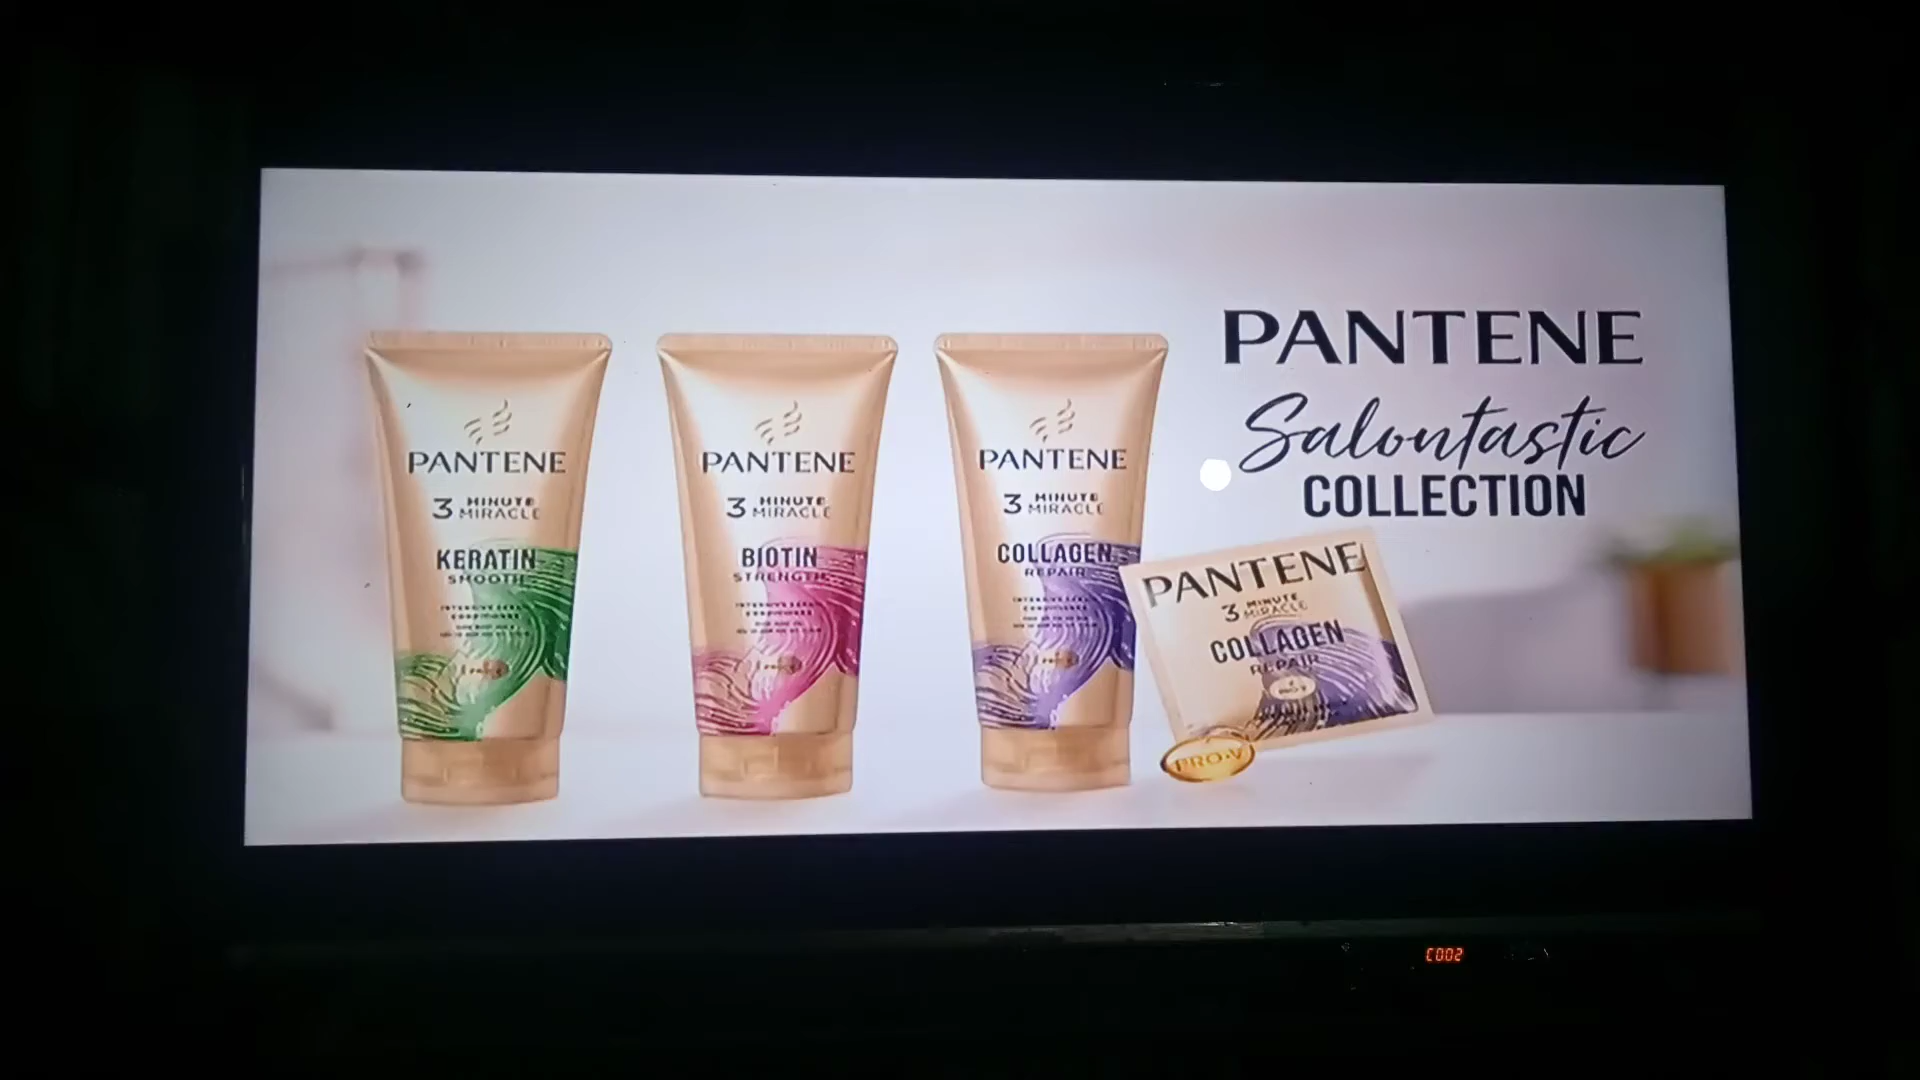 PANTENE
3 MINUTE
MIRACLE
KERATIN
SMOOTH
PANTENE
3 MINUTE
MIRACLE
BIOTIN
STRENGTH
PANTENE
3 MINUTE
MIRACLE
COLLAGEN
REPAIR
PANTENE
Salontastic
COLLECTION
PANTENE
3 MINUTE
MIRACLE
COLLAGEN
REPAIR
PRO-V
C002